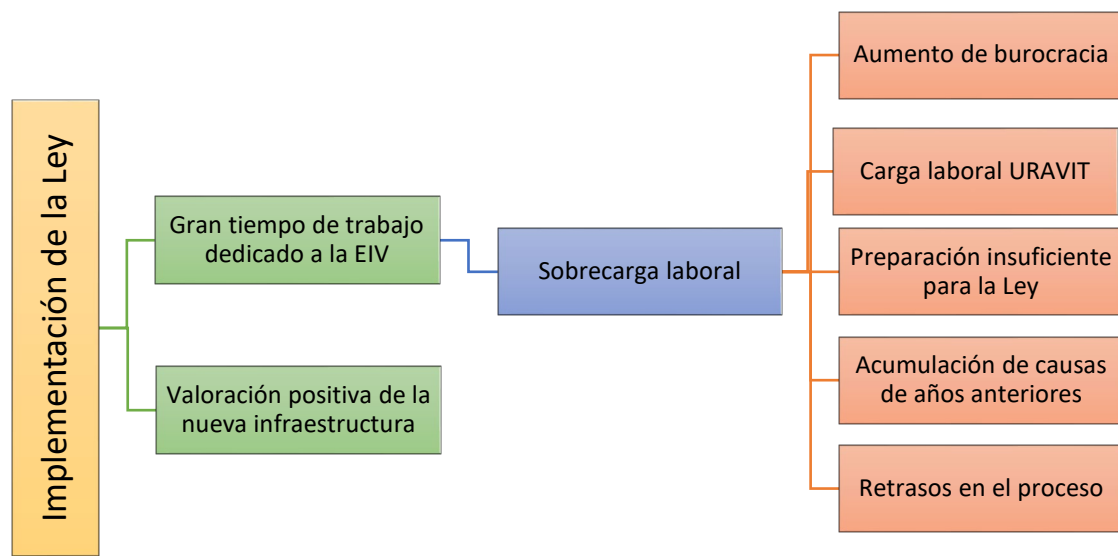 Implementación de la Ley
Gran tiempo de trabajo
dedicado a la EIV
Valoración positiva de la
nueva infraestructura
Sobrecarga laboral
Aumento de burocracia
Carga laboral URAVIT
Preparación insuficiente
para la Ley
Acumulación de causas
de años anteriores
Retrasos en el proceso